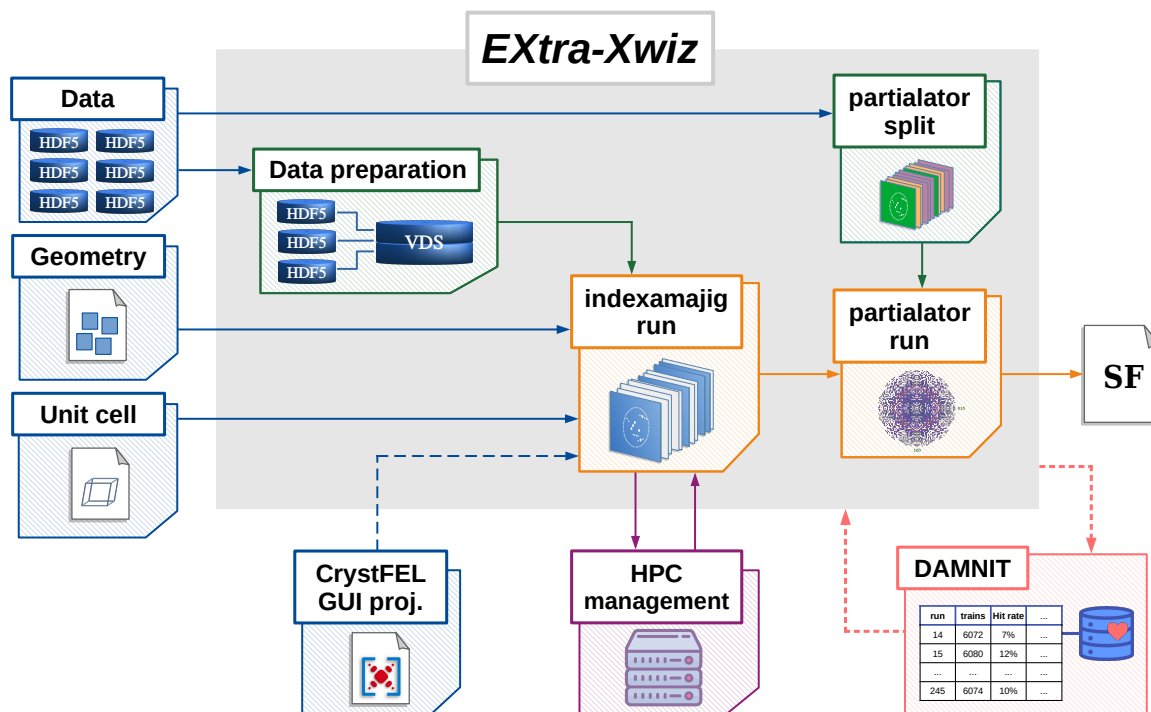 EXtra-Xwiz
Data
HDF5 HDF5
HDF5 HDF5
HDF5 HDF5
partialator
split
Data preparation
HDF5
HDF5
HDF5
VDS
Geometry
indexamajig
run
partialator
run
SF
Unit cell
CrystFEL
GUI proj.
HPC
management
DAMNIT
run trains Hit rate ...
14 6072 7% ...
15 6080 12% ...
... ... ... ...
245 6074 10% ...